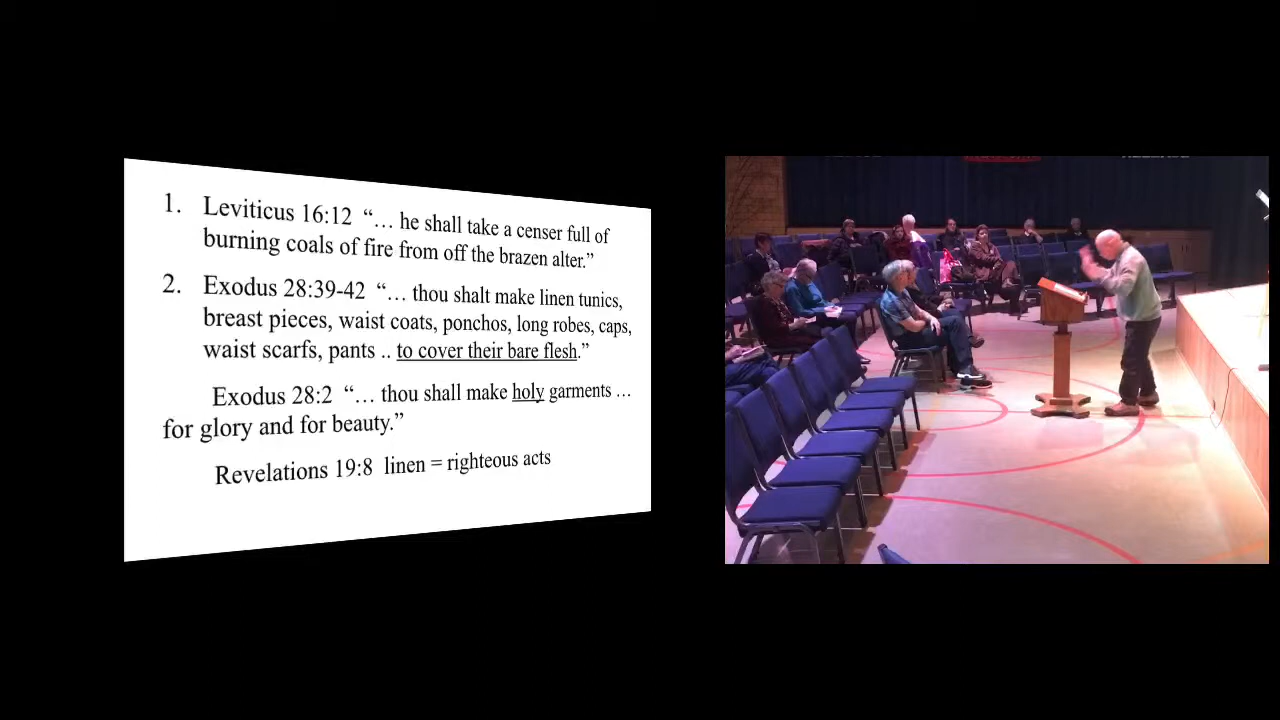 1. Leviticus 16:12 “… he shall take a censer full of
burning coals of fire from off the brazen alter.”
2. Exodus 28:39-42 “… thou shalt make linen tunics,
breast pieces, waist coats, ponchos, long robes, caps,
waist scarfs, pants .. to cover their bare flesh.”
Exodus 28:2 “… thou shall make holy garments …
for glory and for beauty.”
Revelations 19:8 linen = righteous acts